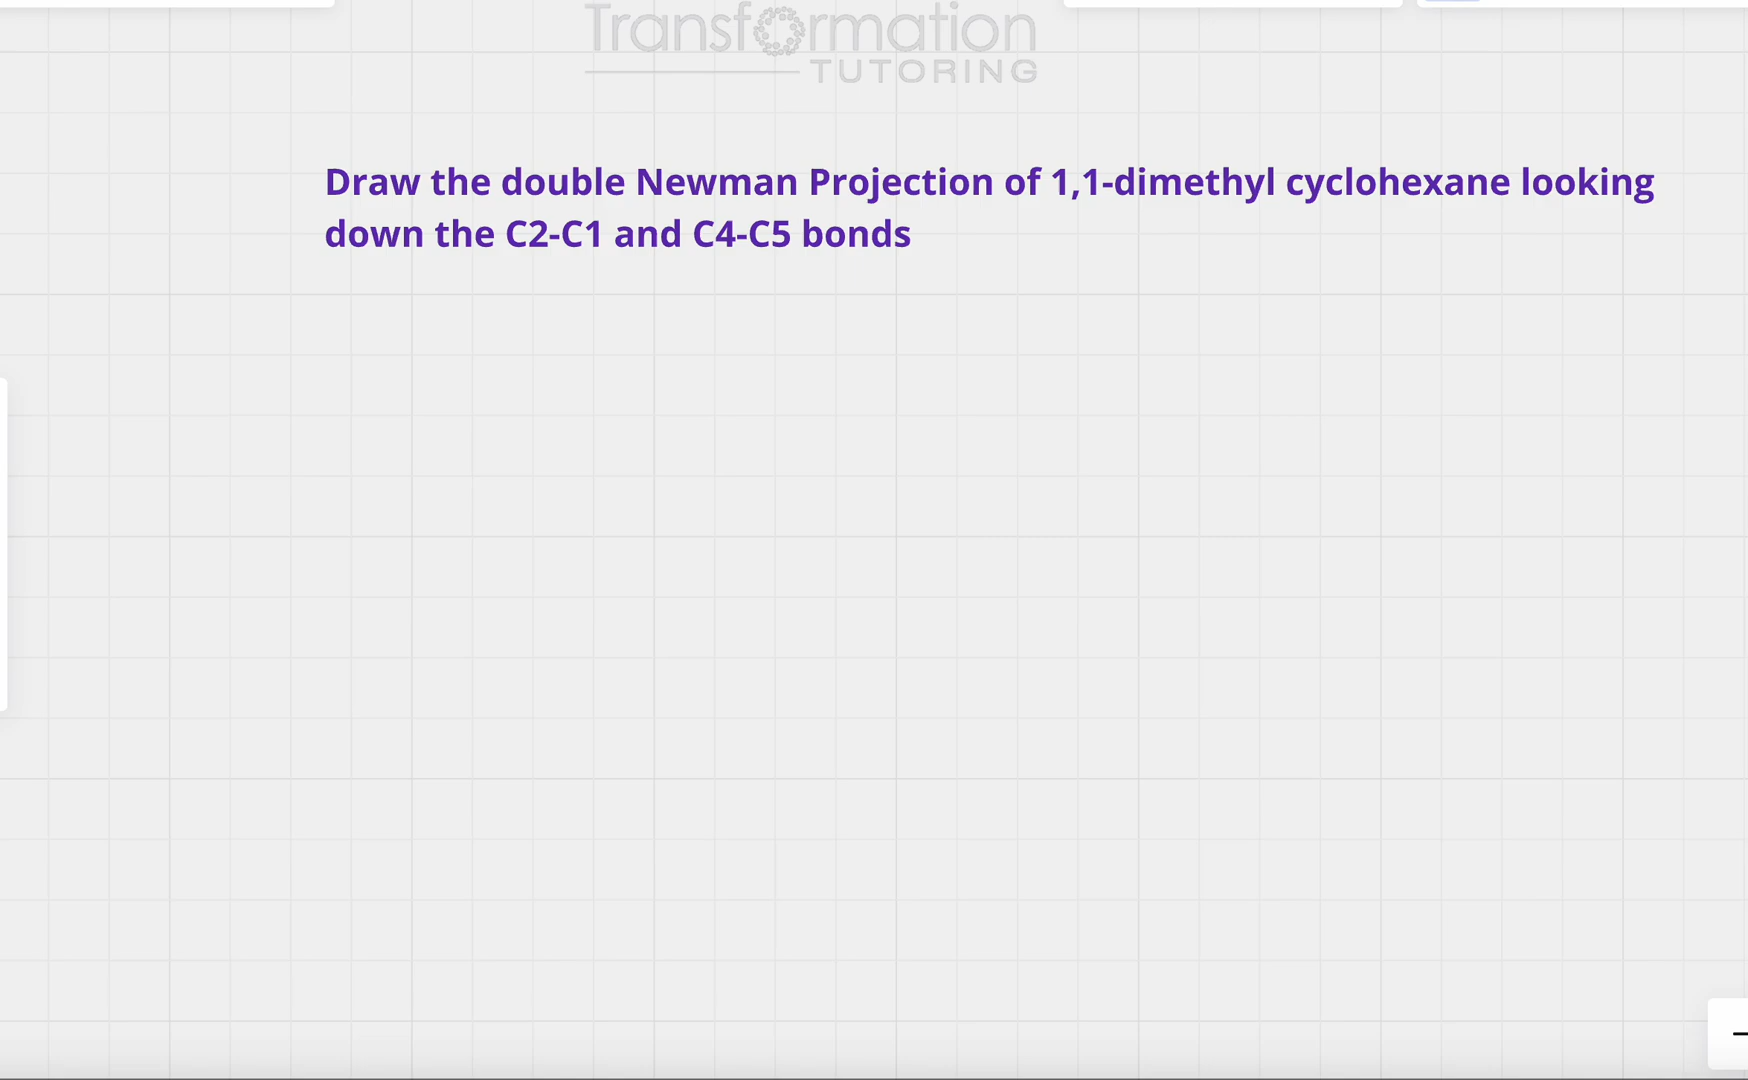 Transformation
TUTORING
Draw the double Newman Projection of 1,1-dimethyl cyclohexane looking
down the C2-C1 and C4-C5 bonds